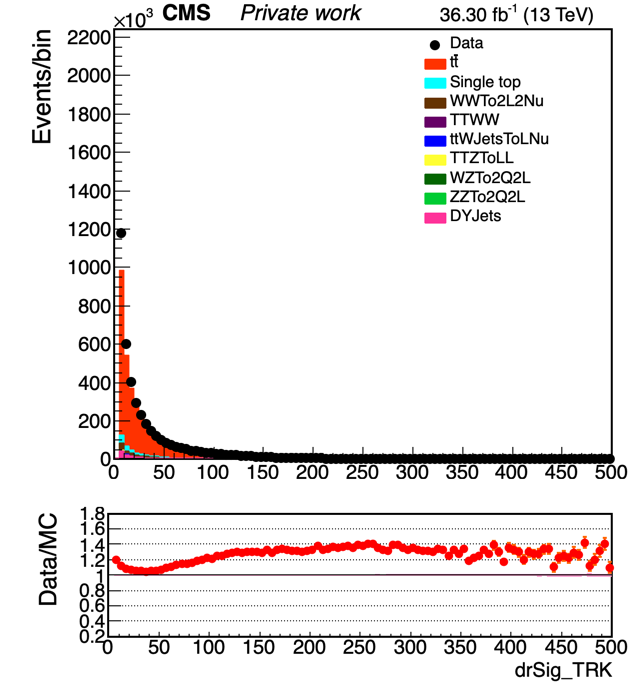 ×10³ CMS Private work 36.30 fb⁻¹ (13 TeV)
Events/bin
2200
2000
1800
1600
1400
1200
1000
800
600
400
200
0
Data
tt̄
Single top
WWTo2L2Nu
TTWW
ttWJetsToLNu
TTZToLL
WZTo2Q2L
ZZTo2Q2L
DYJets
0 50 100 150 200 250 300 350 400 450 500
Data/MC
1.8
1.6
1.4
1.2
1
0.8
0.6
0.4
0.2
0 50 100 150 200 250 300 350 400 450 500
drSig_TRK